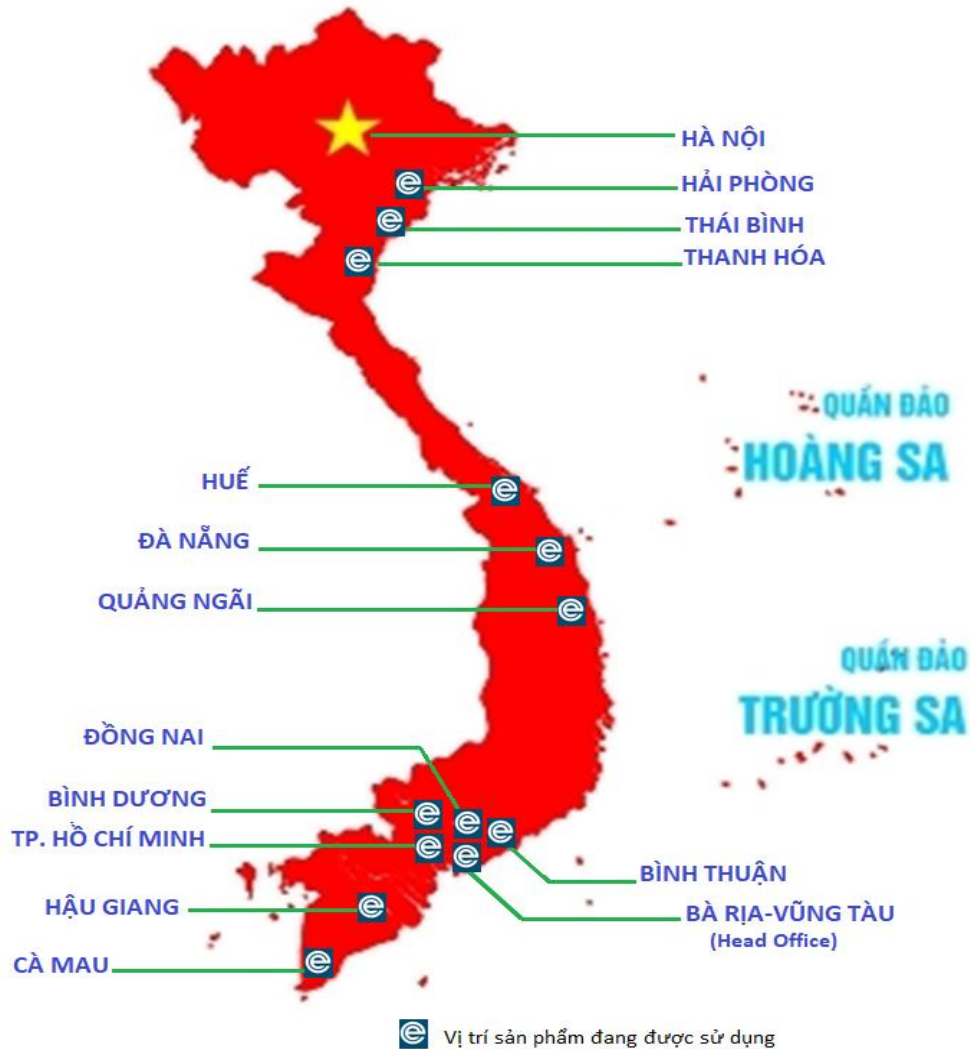 HÀ NỘI
HẢI PHÒNG
THÁI BÌNH
THANH HÓA
QUẤN ĐẢO
HOÀNG SA
HUẾ
ĐÀ NẴNG
QUẢNG NGÃI
QUẤN ĐẢO
TRƯỜNG SA
ĐỒNG NAI
BÌNH DƯƠNG
TP. HỒ CHÍ MINH
BÌNH THUẬN
HẬU GIANG
BÀ RỊA-VŨNG TÀU
(Head Office)
CÀ MAU
Vị trí sản phẩm đang được sử dụng